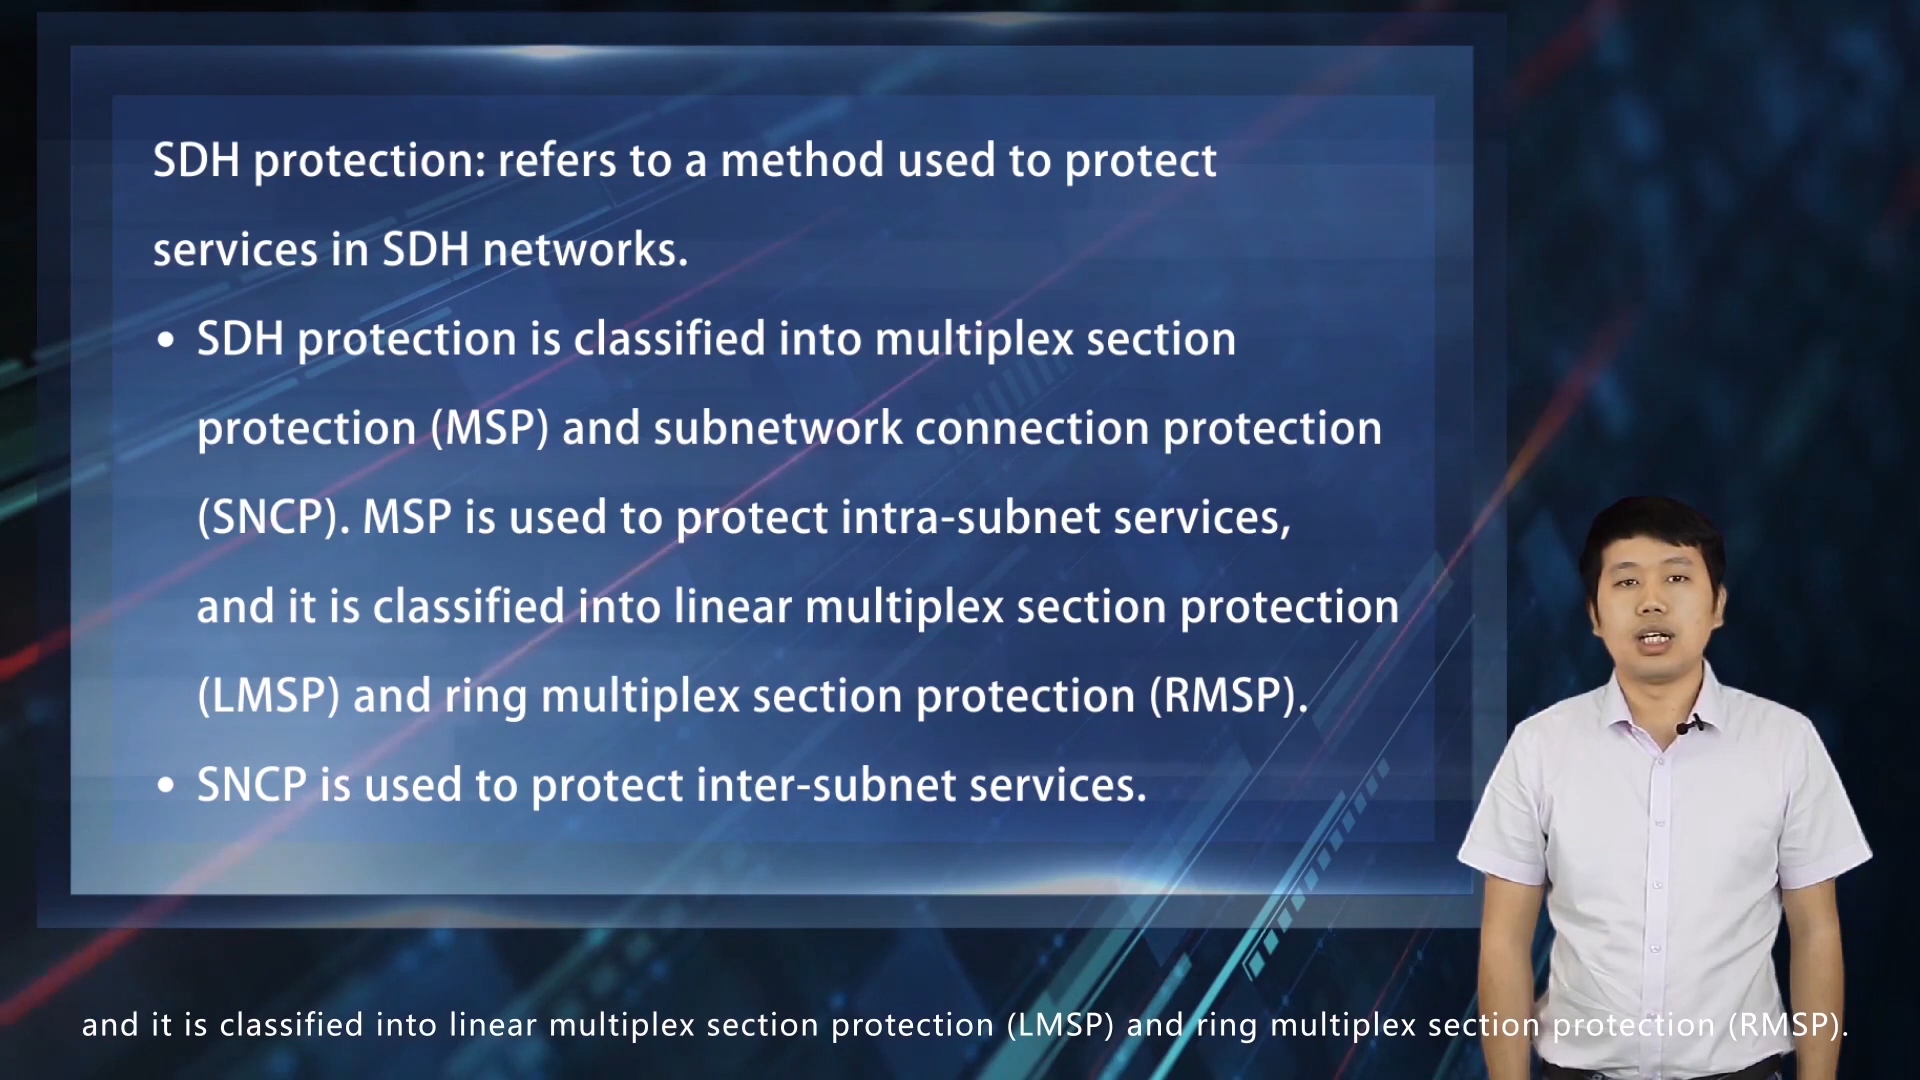 SDH protection: refers to a method used to protect
services in SDH networks.
• SDH protection is classified into multiplex section
protection (MSP) and subnetwork connection protection
(SNCP). MSP is used to protect intra-subnet services,
and it is classified into linear multiplex section protection
(LMSP) and ring multiplex section protection (RMSP).
• SNCP is used to protect inter-subnet services.
and it is classified into linear multiplex section protection (LMSP) and ring multiplex section protection (RMSP).